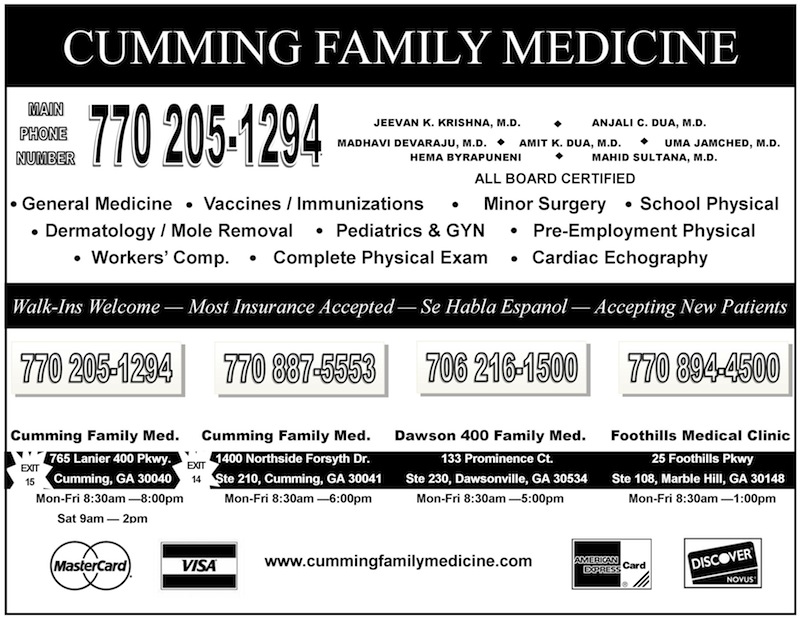 CUMMING FAMILY MEDICINE
MAIN
PHONE
NUMBER
770 205-1294
JEEVAN K. KRISHNA, M.D. ◆ ANJALI C. DUA, M.D.
MADHAVI DEVARAJU, M.D. ◆ AMIT K. DUA, M.D. ◆ UMA JAMCHED, M.D.
HEMA BYRAPUNENI ◆ MAHID SULTANA, M.D.
ALL BOARD CERTIFIED
• General Medicine • Vaccines / Immunizations • Minor Surgery • School Physical
• Dermatology / Mole Removal • Pediatrics & GYN • Pre-Employment Physical
• Workers’ Comp. • Complete Physical Exam • Cardiac Echography
Walk-Ins Welcome — Most Insurance Accepted — Se Habla Espanol — Accepting New Patients
770 205-1294 770 887-5553 706 216-1500 770 894-4500
Cumming Family Med. Cumming Family Med. Dawson 400 Family Med. Foothills Medical Clinic
EXIT 15 765 Lanier 400 Pkwy. EXIT 14 1400 Northside Forsyth Dr. 133 Prominence Ct. 25 Foothills Pkwy
Cumming, GA 30040 Ste 210, Cumming, GA 30041 Ste 230, Dawsonville, GA 30534 Ste 108, Marble Hill, GA 30148
Mon-Fri 8:30am —8:00pm Mon-Fri 8:30am —6:00pm Mon-Fri 8:30am —5:00pm Mon-Fri 8:30am —1:00pm
Sat 9am — 2pm
MasterCard VISA www.cummingfamilymedicine.com AMERICAN EXPRESS Card DISCOVER NOVUS